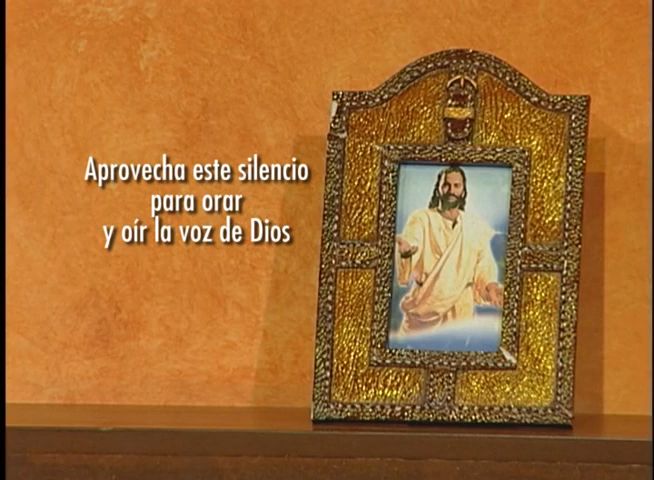 Aprovecha este silencio
para orar
y oír la voz de Dios